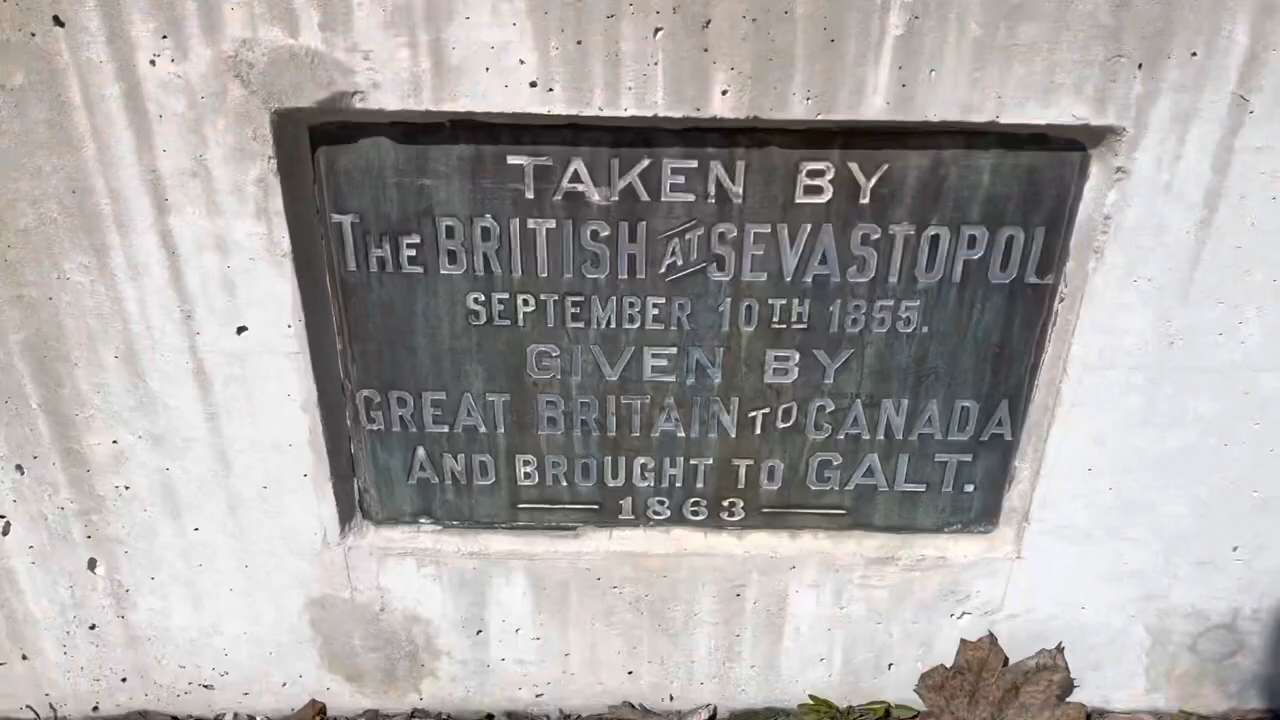 TAKEN BY
THE BRITISH AT SEVASTOPOL
SEPTEMBER 10TH 1855.
GIVEN BY
GREAT BRITAIN TO CANADA
AND BROUGHT TO GALT.
1863